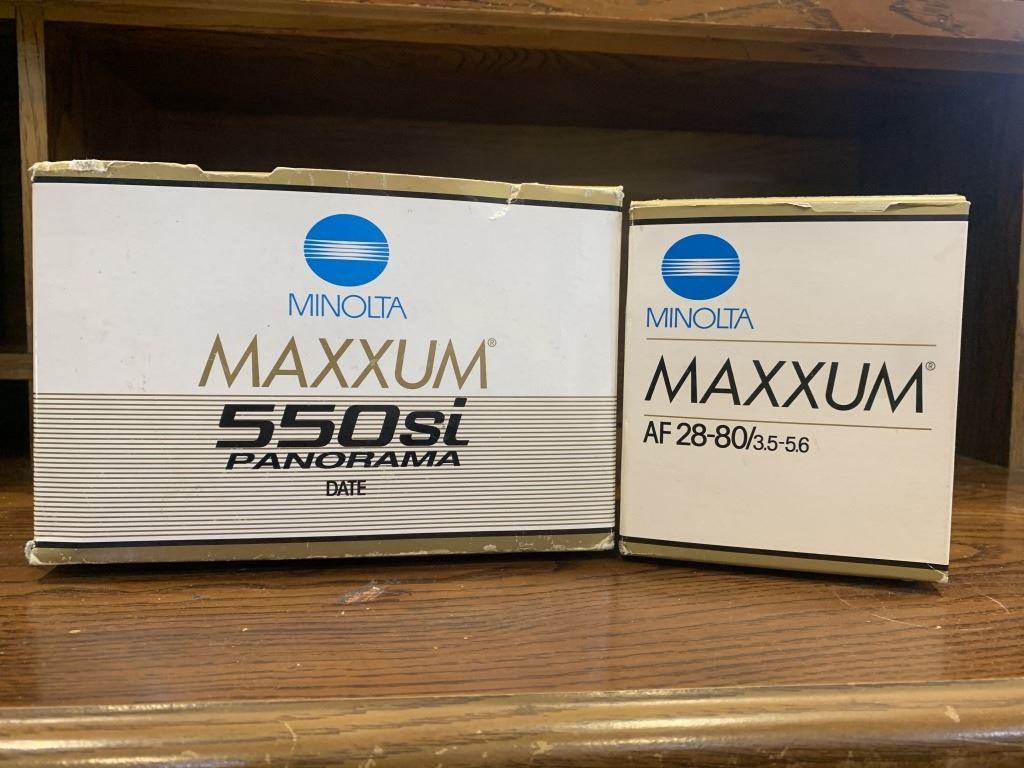 MINOLTA
MAXXUM®
550si
PANORAMA
DATE
MINOLTA
MAXXUM®
AF 28-80/3.5-5.6